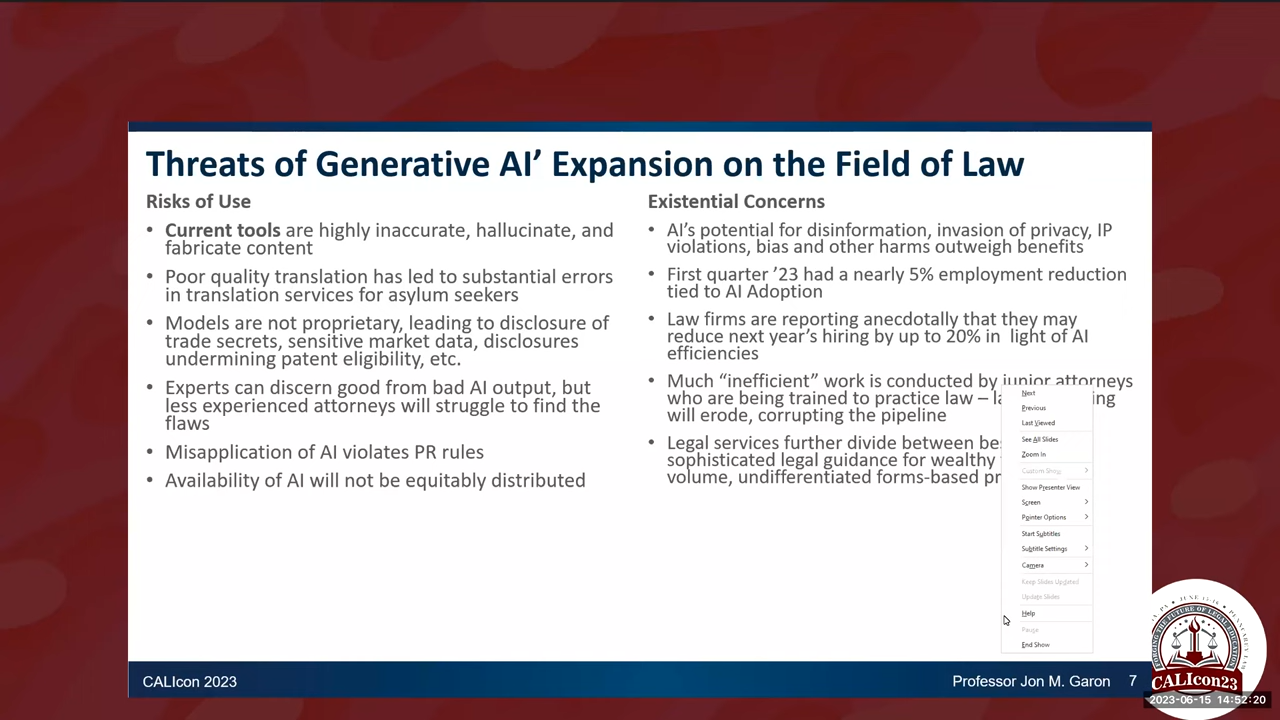 Threats of Generative AI’ Expansion on the Field of Law
Risks of Use
• Current tools are highly inaccurate, hallucinate, and
fabricate content
• Poor quality translation has led to substantial errors
in translation services for asylum seekers
• Models are not proprietary, leading to disclosure of
trade secrets, sensitive market data, disclosures
undermining patent eligibility, etc.
• Experts can discern good from bad AI output, but
less experienced attorneys will struggle to find the
flaws
• Misapplication of AI violates PR rules
• Availability of AI will not be equitably distributed
Existential Concerns
• AI’s potential for disinformation, invasion of privacy, IP
violations, bias and other harms outweigh benefits
• First quarter ’23 had a nearly 5% employment reduction
tied to AI Adoption
• Law firms are reporting anecdotally that they may
reduce next year’s hiring by up to 20% in light of AI
efficiencies
• Much “inefficient” work is conducted by junior attorneys
who are being trained to practice law –
will erode, corrupting the pipeline
• Legal services further divide between
sophisticated legal guidance for wealthy
volume, undifferentiated forms-based
Next
Previous
Last Viewed
See All Slides
Zoom In
Custom Show
Show Presenter View
Screen
Pointer Options
Start Subtitles
Subtitle Settings
Camera
Keep Slides Updated
Update Slides
Help
Pause
End Show
CALIcon 2023
Professor Jon M. Garon 7
FORGING THE FUTURE OF LEGAL EDUCATION
CALIcon23
2023-06-15 14:52:20